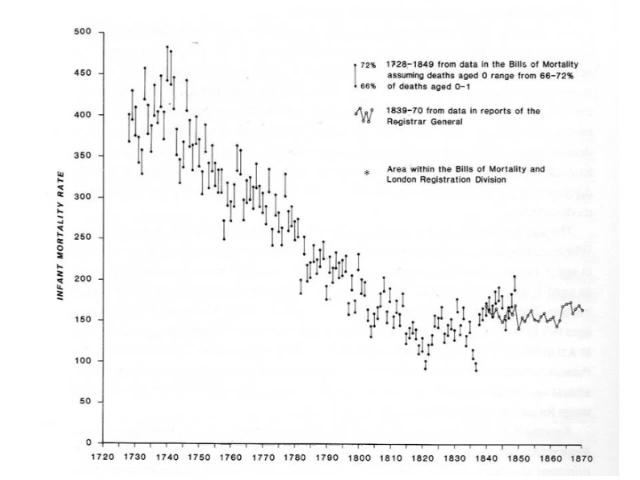 500
450
400
350
300
250
200
150
100
50
0
INFANT MORTALITY RATE
72%
66%
1728-1849 from data in the Bills of Mortality
assuming deaths aged 0 range from 66-72%
of deaths aged 0-1
1839-70 from data in reports of the
Registrar General
* Area within the Bills of Mortality and
London Registration Division
1720 1730 1740 1750 1760 1770 1780 1790 1800 1810 1820 1830 1840 1850 1860 1870